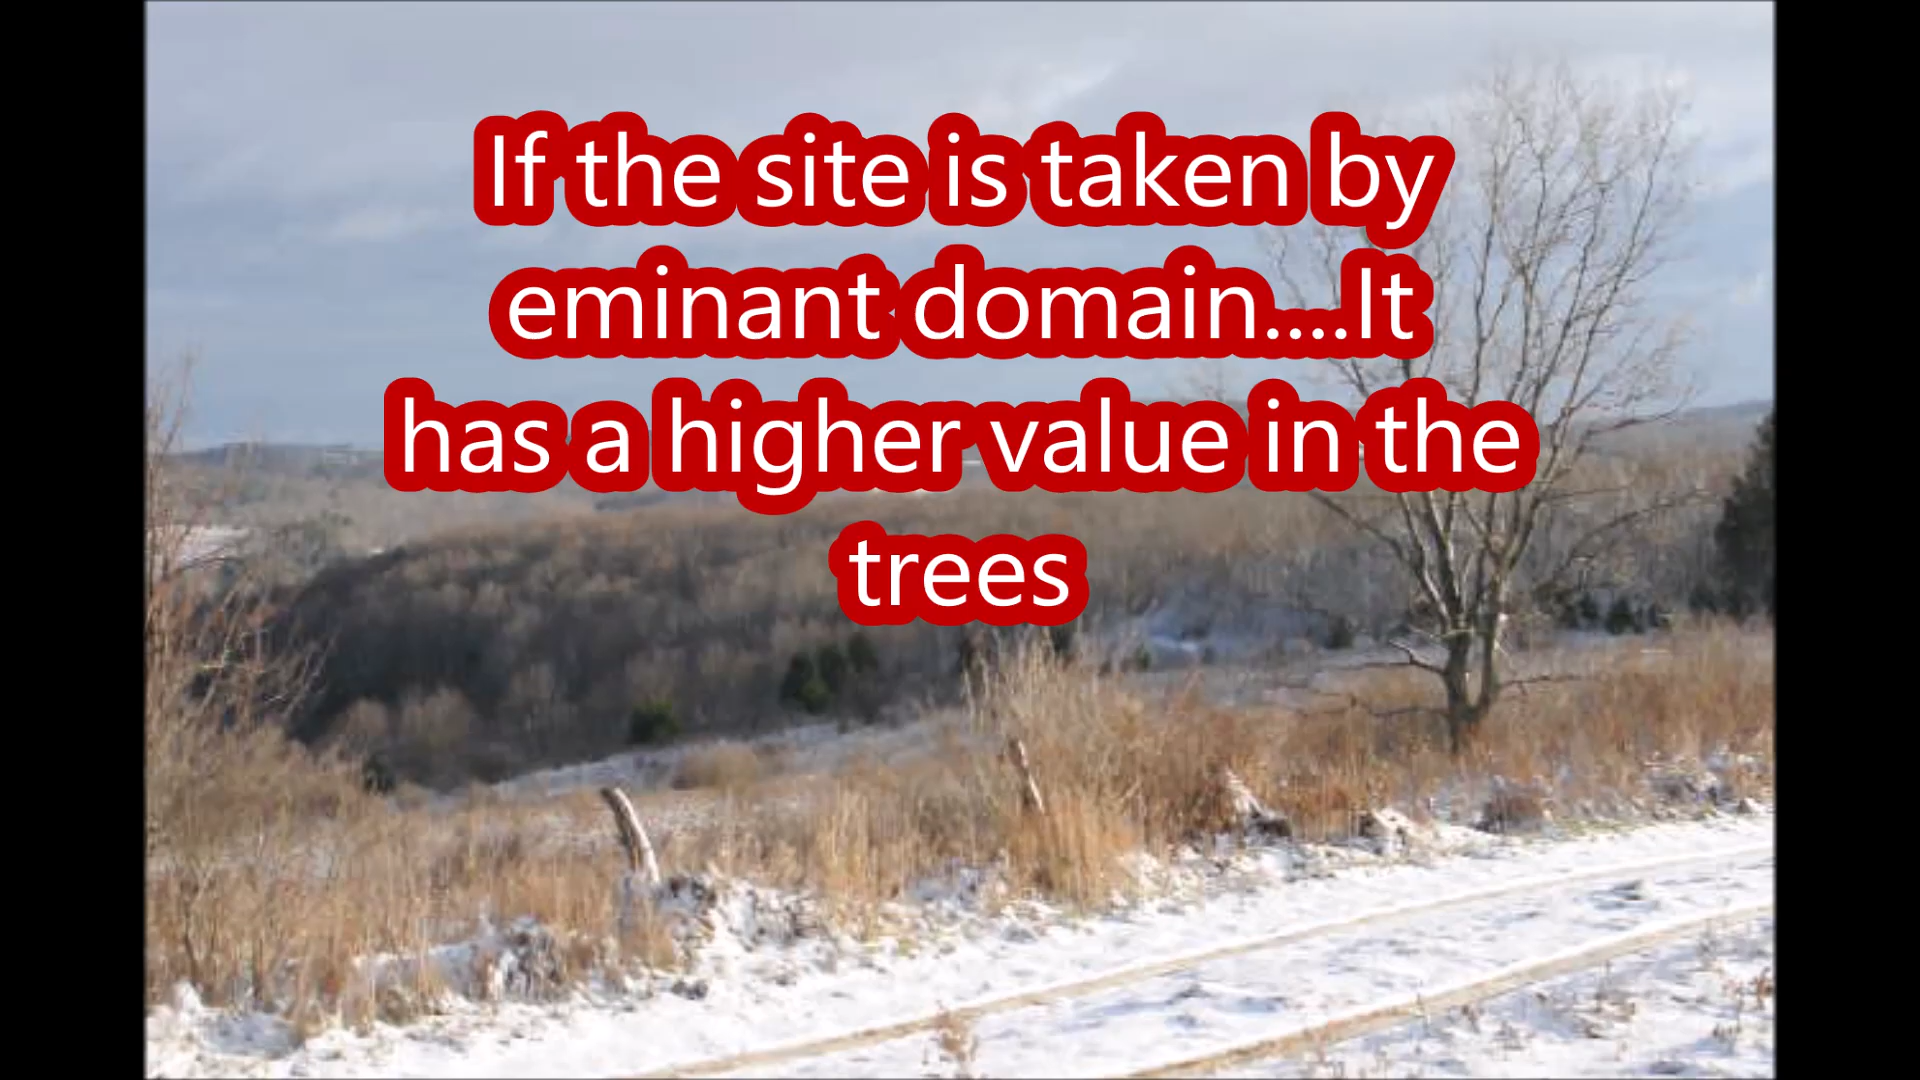 If the site is taken by
eminant domain....It
has a higher value in the
trees